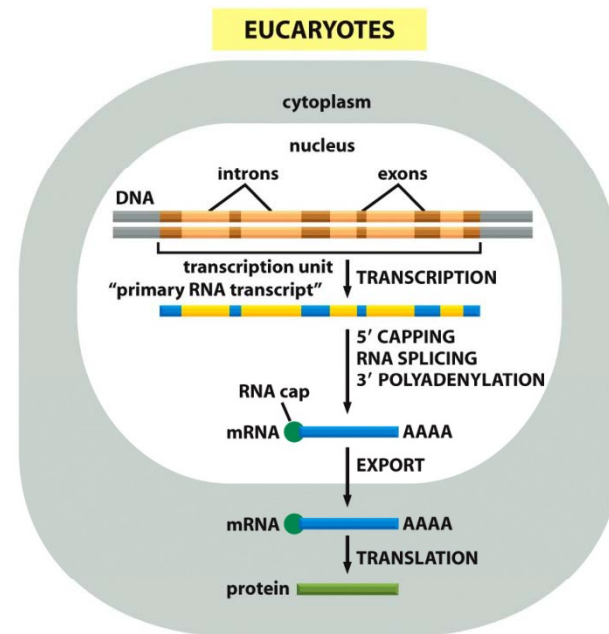 EUCARYOTES
cytoplasm
nucleus
introns
exons
DNA
transcription unit
“primary RNA transcript”
TRANSCRIPTION
5′ CAPPING
RNA SPLICING
3′ POLYADENYLATION
RNA cap
mRNA
AAAA
EXPORT
mRNA
AAAA
TRANSLATION
protein